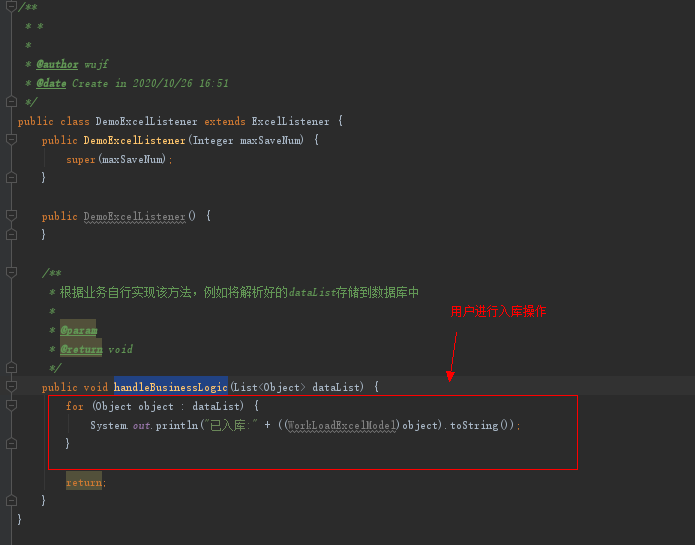 /**
* *
*
* @author wujf
* @date Create in 2020/10/26 16:51
*/
public class DemoExcelListener extends ExcelListener {
public DemoExcelListener(Integer maxSaveNum) {
super(maxSaveNum);
}
public DemoExcelListener() {
}
/**
* 根据业务自行实现该方法，例如将解析好的dataList存储到数据库中
*
* @param
* @return void
*/
用户进行入库操作
public void handleBusinessLogic(List<Object> dataList) {
for (Object object : dataList) {
System.out.println("已入库:" + ((WorkLoadExcelModel)object).toString());
}
return;
}
}